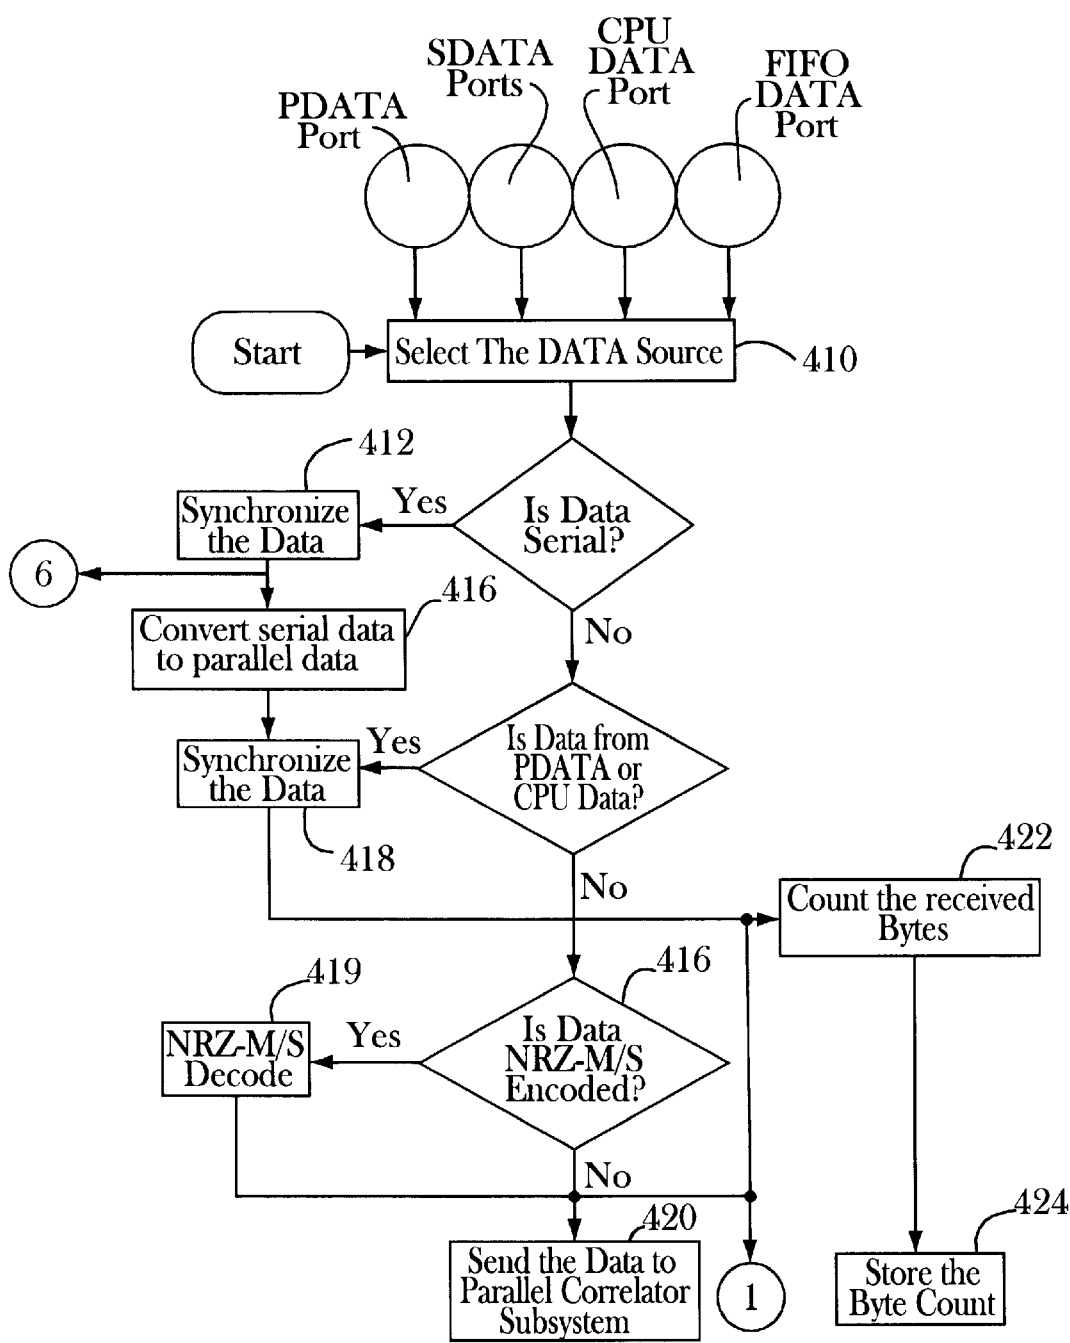 CPU
DATA
Port
SDATA
Ports
FIFO
DATA
Port
PDATA
Port
Start
Select The DATA Source
410
412
Synchronize
the Data
Yes
Is Data
Serial?
6
416
Convert serial data
to parallel data
No
Synchronize
the Data
Yes
Is Data from
PDATA or
CPU Data?
418
No
422
Count the received
Bytes
419
416
NRZ-M/S
Decode
Yes
Is Data
NRZ-M/S
Encoded?
No
420
424
Send the Data to
Parallel Correlator
Subsystem
1
Store the
Byte Count